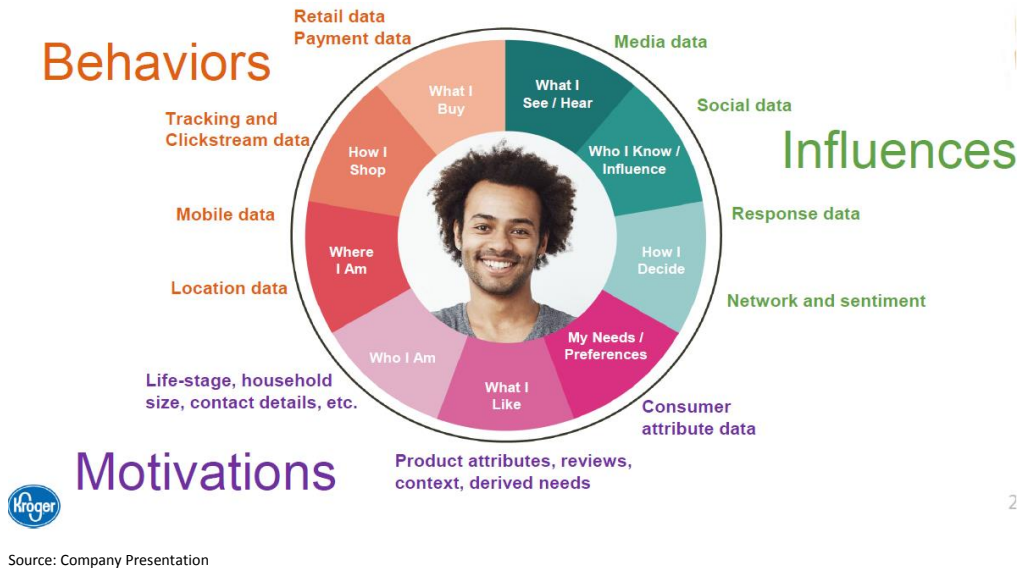 Retail data
Payment data
Behaviors
Media data
Social data
Influences
Tracking and
Clickstream data
Mobile data
Location data
Response data
Network and sentiment
What I
Buy
What I
See / Hear
How I
Shop
Who I Know /
Influence
Where
I Am
How I
Decide
Who I Am
What I
Like
My Needs /
Preferences
Life-stage, household
size, contact details, etc.
Consumer
attribute data
Motivations
Product attributes, reviews,
context, derived needs
Kroger
2
Source: Company Presentation